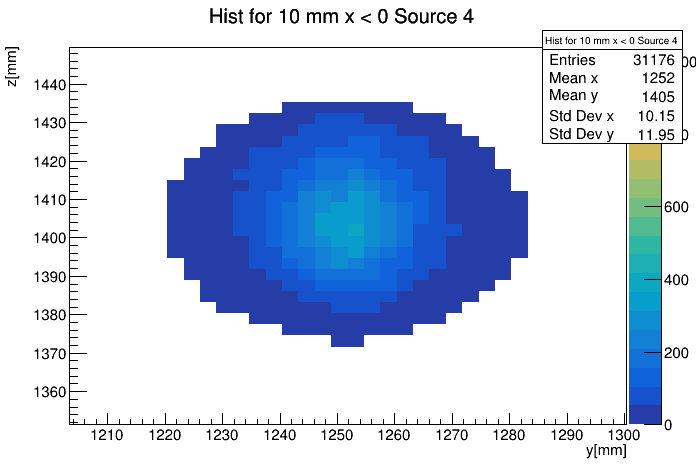 Hist for 10 mm x < 0 Source 4
z[mm]
Hist for 10 mm x < 0 Source 4
Entries 31176
Mean x 1252
Mean y 1405
Std Dev x 10.15
Std Dev y 11.95
1440
1430
1420
1410
1400
1390
1380
1370
1360
1210 1220 1230 1240 1250 1260 1270 1280 1290 1300
y[mm]
600
400
200
0